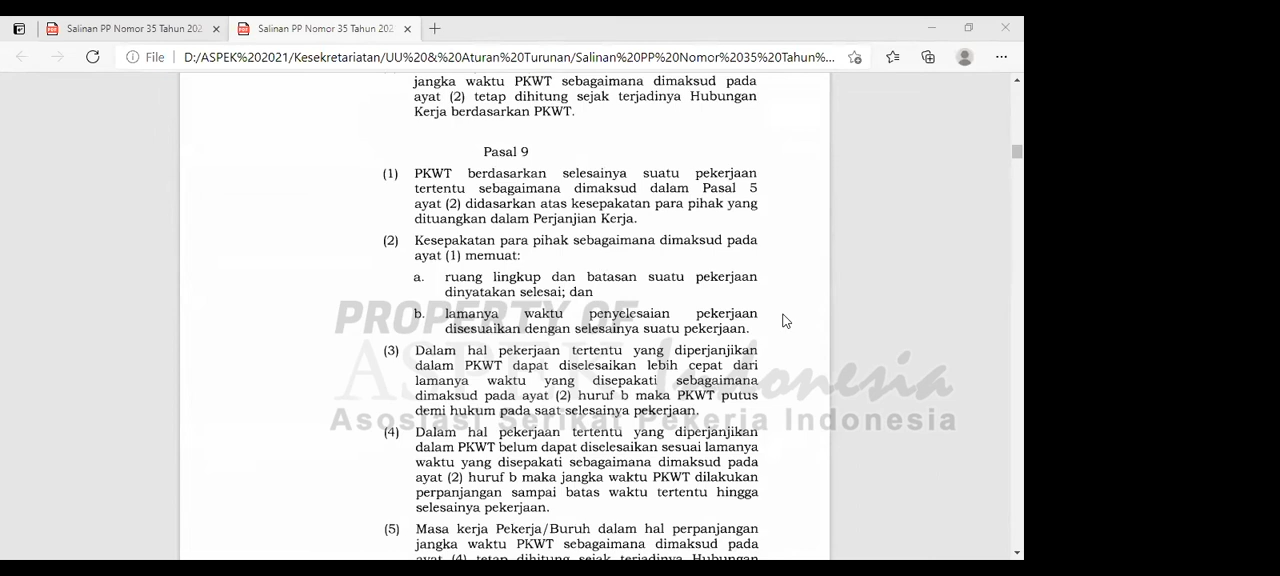 Salinan PP Nomor 35 Tahun 202
Salinan PP Nomor 35 Tahun 202
File
D:/ASPEK%202021/Kesekretariatan/UU%20&%20Aturan%20Turunan/Salinan%20PP%20Nomor%2035%20Tahun%...
jangka waktu PKWT sebagaimana dimaksud pada
ayat (2) tetap dihitung sejak terjadinya Hubungan
Kerja berdasarkan PKWT.
Pasal 9
(1) PKWT berdasarkan selesainya suatu pekerjaan
tertentu sebagaimana dimaksud dalam Pasal 5
ayat (2) didasarkan atas kesepakatan para pihak yang
dituangkan dalam Perjanjian Kerja.
(2) Kesepakatan para pihak sebagaimana dimaksud pada
ayat (1) memuat:
a. ruang lingkup dan batasan suatu pekerjaan
dinyatakan selesai; dan
b. lamanya waktu penyelesaian pekerjaan
disesuaikan dengan selesainya suatu pekerjaan.
(3) Dalam hal pekerjaan tertentu yang diperjanjikan
dalam PKWT dapat diselesaikan lebih cepat dari
lamanya waktu yang disepakati sebagaimana
dimaksud pada ayat (2) huruf b maka PKWT putus
demi hukum pada saat selesainya pekerjaan.
(4) Dalam hal pekerjaan tertentu yang diperjanjikan
dalam PKWT belum dapat diselesaikan sesuai lamanya
waktu yang disepakati sebagaimana dimaksud pada
ayat (2) huruf b maka jangka waktu PKWT dilakukan
perpanjangan sampai batas waktu tertentu hingga
selesainya pekerjaan.
(5) Masa kerja Pekerja/Buruh dalam hal perpanjangan
jangka waktu PKWT sebagaimana dimaksud pada
ayat (4) tetap dihitung sejak terjadinya Hubungan
PROPERTY OF
ASPEK Indonesia
Asosiasi Serikat Pekerja Indonesia